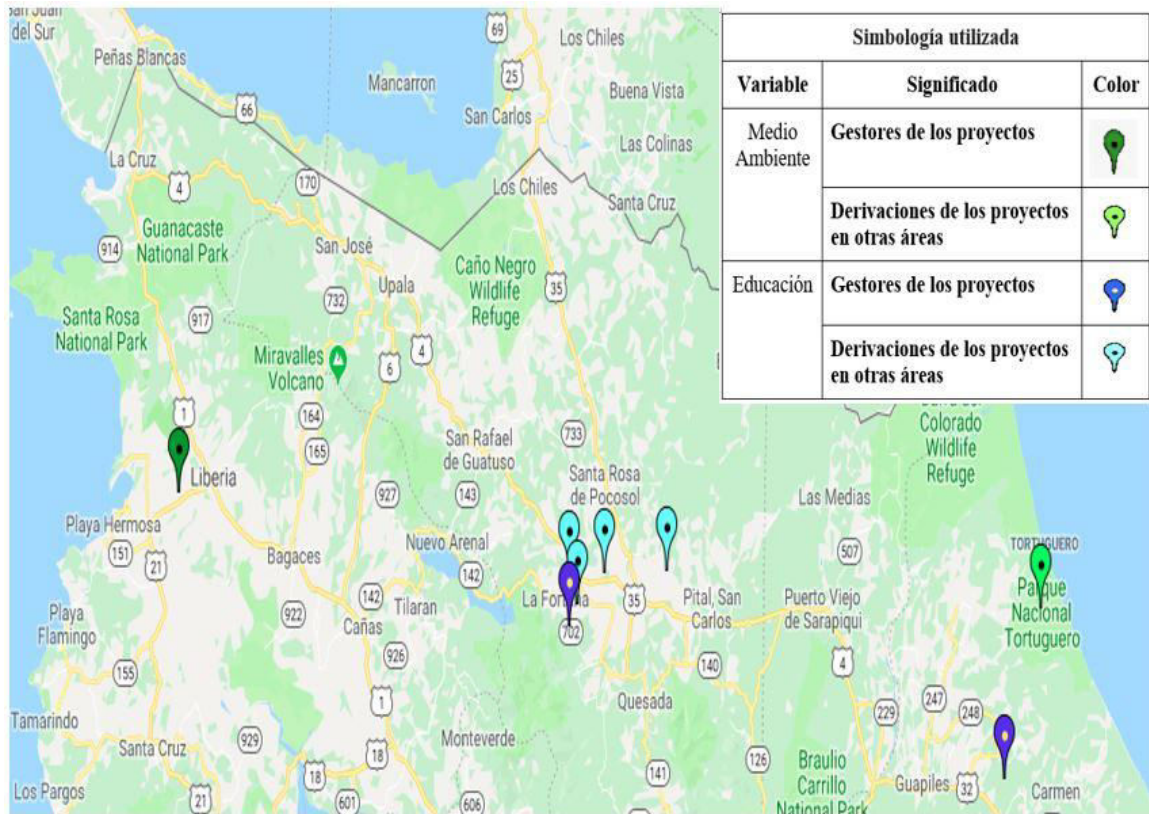 San Juan
del Sur
Peñas Blancas
Mancarron
69
Los Chiles
25
Buena Vista
San Carlos
Las Colinas
66
La Cruz
4
170
Los Chiles
Santa Cruz
Guanacaste
National Park
914
San José
Caño Negro
Wildlife
Refuge
35
Upala
732
917
Santa Rosa
National Park
Miravalles
Volcano
4
6
1
164
165
San Rafael
de Guatuso
733
Santa Rosa
de Pocosol
Liberia
927
143
Las Medias
Colorado
Wildlife
Refuge
Playa Hermosa
151
21
Nuevo Arenal
142
507
TORTUGUERO
Bagaces
La Fortuna
35
Parque
Nacional
Tortuguero
142
Tilaran
Pital, San
Carlos
Puerto Viejo
de Sarapiqui
922
Playa
Flamingo
Cañas
702
926
155
140
4
247
248
Quesada
229
1
Tamarindo
Santa Cruz
929
18
Monteverde
126
Braulio
Carrillo
National Park
Guapiles
32
Carmen
Los Pargos
21
18
601
606
141
Simbología utilizada
Variable Significado Color
Medio
Ambiente
Gestores de los proyectos
Derivaciones de los proyectos
en otras áreas
Educación
Gestores de los proyectos
Derivaciones de los proyectos
en otras áreas